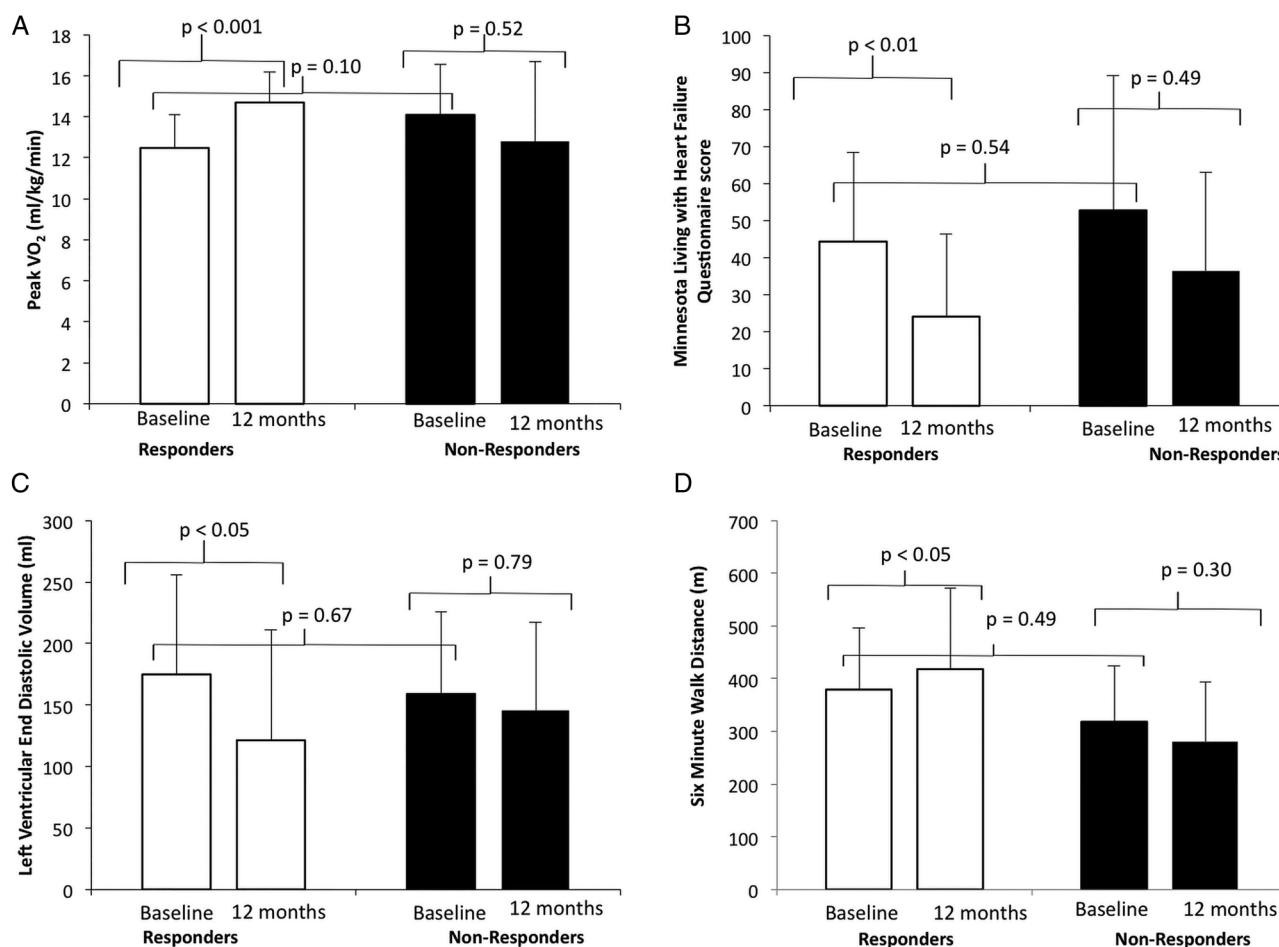 A
Peak VO₂ (ml/kg/min)
18
16
14
12
10
8
6
4
2
0
p < 0.001
p = 0.10
p = 0.52
Baseline
12 months
Baseline
12 months
Responders
Non-Responders
B
Minnesota Living with Heart Failure
Questionnaire score
100
90
80
70
60
50
40
30
20
10
0
p < 0.01
p = 0.54
p = 0.49
Baseline
12 months
Baseline
12 months
Responders
Non-Responders
C
Left Ventricular End Diastolic Volume (ml)
300
250
200
150
100
50
0
p < 0.05
p = 0.67
p = 0.79
Baseline
12 months
Baseline
12 months
Responders
Non-Responders
D
Six Minute Walk Distance (m)
700
600
500
400
300
200
100
0
p < 0.05
p = 0.49
p = 0.30
Baseline
12 months
Baseline
12 months
Responders
Non-Responders